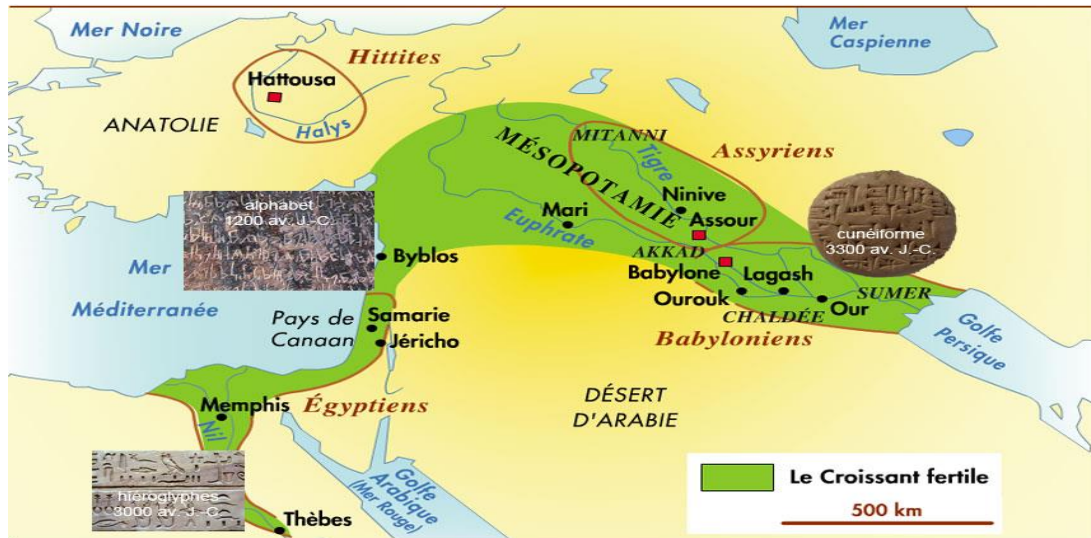 Mer Noire
Mer
Caspienne
Hittites
Hattousa
Halys
ANATOLIE
MITANNI
MÉSOPOTAMIE
Tigre
Assyriens
Ninive
Assour
Mari
Euphrate
alphabet
1200 av. J.-C.
cunéiforme
3300 av. J.-C.
AKKAD
Babylone
Lagash
Ourouk
SUMER
Our
CHALDÉE
Babyloniens
Golfe
Persique
Byblos
Mer
Méditerranée
Pays de
Canaan
Samarie
Jéricho
DÉSERT
D'ARABIE
Memphis
Égyptiens
Nil
hiéroglyphes
3000 av. J.-C.
Golfe
Arabique
(Mer Rouge)
Thèbes
Le Croissant fertile
500 km